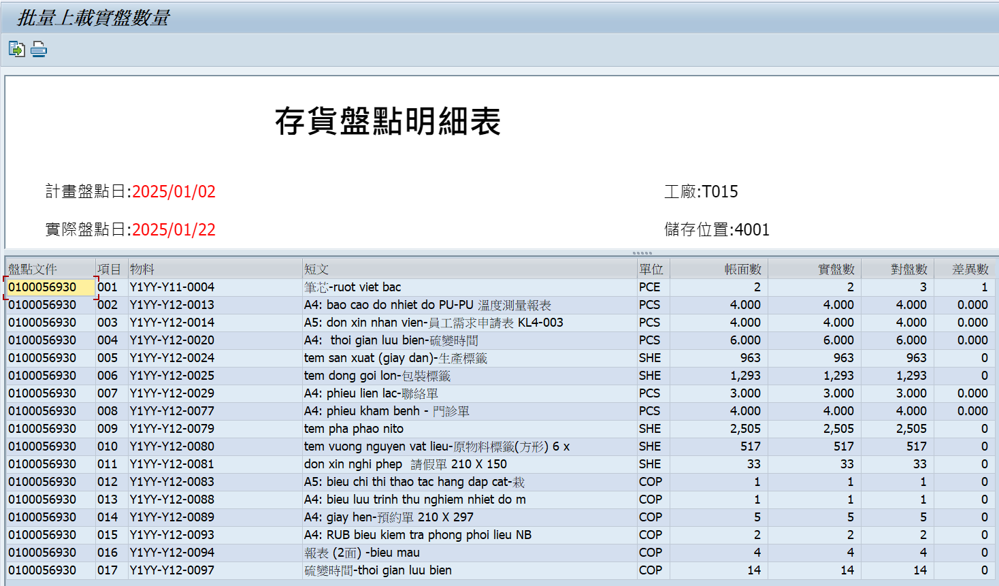 批量上載實盤數量
存貨盤點明細表
計畫盤點日:2025/01/02 工廠:T015
實際盤點日:2025/01/22 儲存位置:4001
盤點文件 項目 物料 短文 單位 帳面數 實盤數 對盤數 差異數
0100056930 001 Y1YY-Y11-0004 筆芯-ruot viet bac PCE 2 2 3 1
0100056930 002 Y1YY-Y12-0013 A4: bao cao do nhiet do PU-PU 溫度測量報表 PCS 4.000 4.000 4.000 0.000
0100056930 003 Y1YY-Y12-0014 A5: don xin nhan vien-員工需求申請表 KL4-003 PCS 4.000 4.000 4.000 0.000
0100056930 004 Y1YY-Y12-0020 A4:  thoi gian luu bien-硫變時間 PCS 6.000 6.000 6.000 0.000
0100056930 005 Y1YY-Y12-0024 tem san xuat (giay dan)-生產標籤 SHE 963 963 963 0
0100056930 006 Y1YY-Y12-0025 tem dong goi lon-包裝標籤 SHE 1,293 1,293 1,293 0
0100056930 007 Y1YY-Y12-0029 A4: phieu lien lac-聯絡單 PCS 3.000 3.000 3.000 0.000
0100056930 008 Y1YY-Y12-0077 A4: phieu kham benh - 門診單 PCS 4.000 4.000 4.000 0.000
0100056930 009 Y1YY-Y12-0079 tem pha phao nito SHE 2,505 2,505 2,505 0
0100056930 010 Y1YY-Y12-0080 tem vuong nguyen vat lieu-原物料標籤(方形) 6 x SHE 517 517 517 0
0100056930 011 Y1YY-Y12-0081 don xin nghi phep  請假單 210 X 150 SHE 33 33 33 0
0100056930 012 Y1YY-Y12-0083 A5: bieu chi thi thao tac hang dap cat-裁 COP 1 1 1 0
0100056930 013 Y1YY-Y12-0088 A4: bieu luu trinh thu nghiem nhiet do m COP 1 1 1 0
0100056930 014 Y1YY-Y12-0089 A4: giay hen-預約單 210 X 297 COP 5 5 5 0
0100056930 015 Y1YY-Y12-0093 A4: RUB bieu kiem tra phong phoi lieu NB COP 2 2 2 0
0100056930 016 Y1YY-Y12-0094 報表 (2面) -bieu mau COP 4 4 4 0
0100056930 017 Y1YY-Y12-0097 硫變時間-thoi gian luu bien COP 14 14 14 0